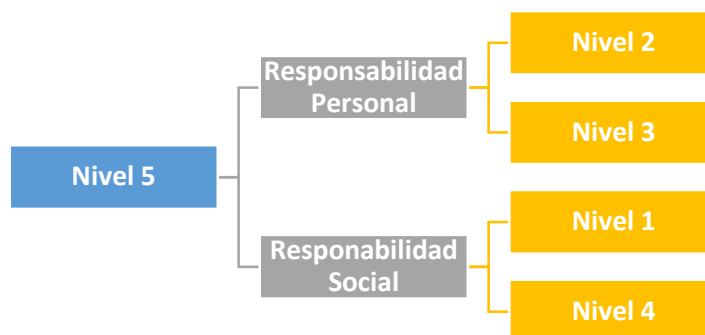 Nivel 5
Responsabilidad
Personal
Nivel 2
Nivel 3
Responabilidad
Social
Nivel 1
Nivel 4